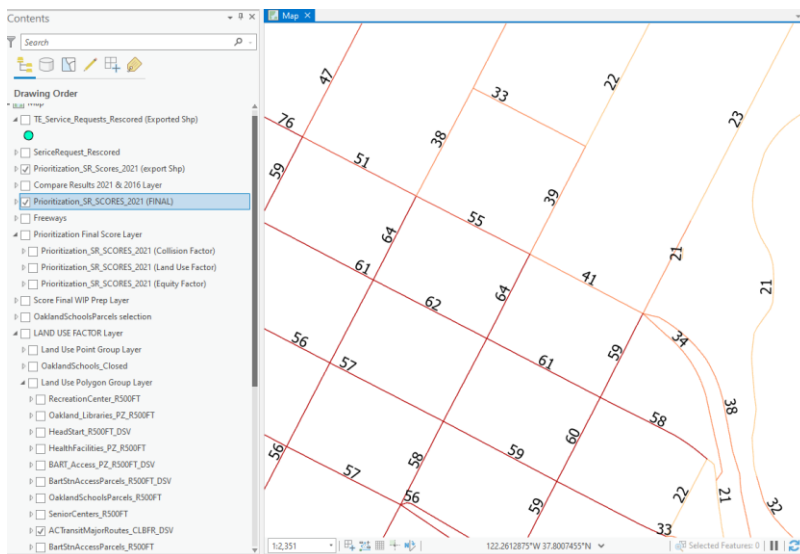 Contents
Search
Drawing Order
Map
TE_Service_Requests_Rescored (Exported Shp)
SericeRequest_Rescored
Prioritization_SR_Scores_2021 (export Shp)
Compare Results 2021 & 2016 Layer
Prioritization_SR_SCORES_2021 (FINAL)
Freeways
Prioritization Final Score Layer
Prioritization_SR_SCORES_2021 (Collision Factor)
Prioritization_SR_SCORES_2021 (Land Use Factor)
Prioritization_SR_SCORES_2021 (Equity Factor)
Score Final WIP Prep Layer
OaklandSchoolsParcels selection
LAND USE FACTOR Layer
Land Use Point Group Layer
OaklandSchools_Closed
Land Use Polygon Group Layer
RecreationCenter_R500FT
Oakland_Libraries_PZ_R500FT
HeadStart_R500FT_DSV
HealthFacilities_PZ_R500FT
BART_Access_PZ_R500FT_DSV
BartStnAccessParcels_R500FT
OaklandSchoolsParcels_R500FT
SeniorCenters_R500FT
ACTransitMajorRoutes_CLBFR_DSV
BartStnAccessParcels_R500FT
Map
47
33
22
23
76
38
51
59
39
55
64
21
21
61
64
41
62
59
34
56
57
61
38
58
59
60
56
58
57
56
59
22
21
32
33
1:2,351
122.2612875°W 37.8007455°N
Selected Features: 0